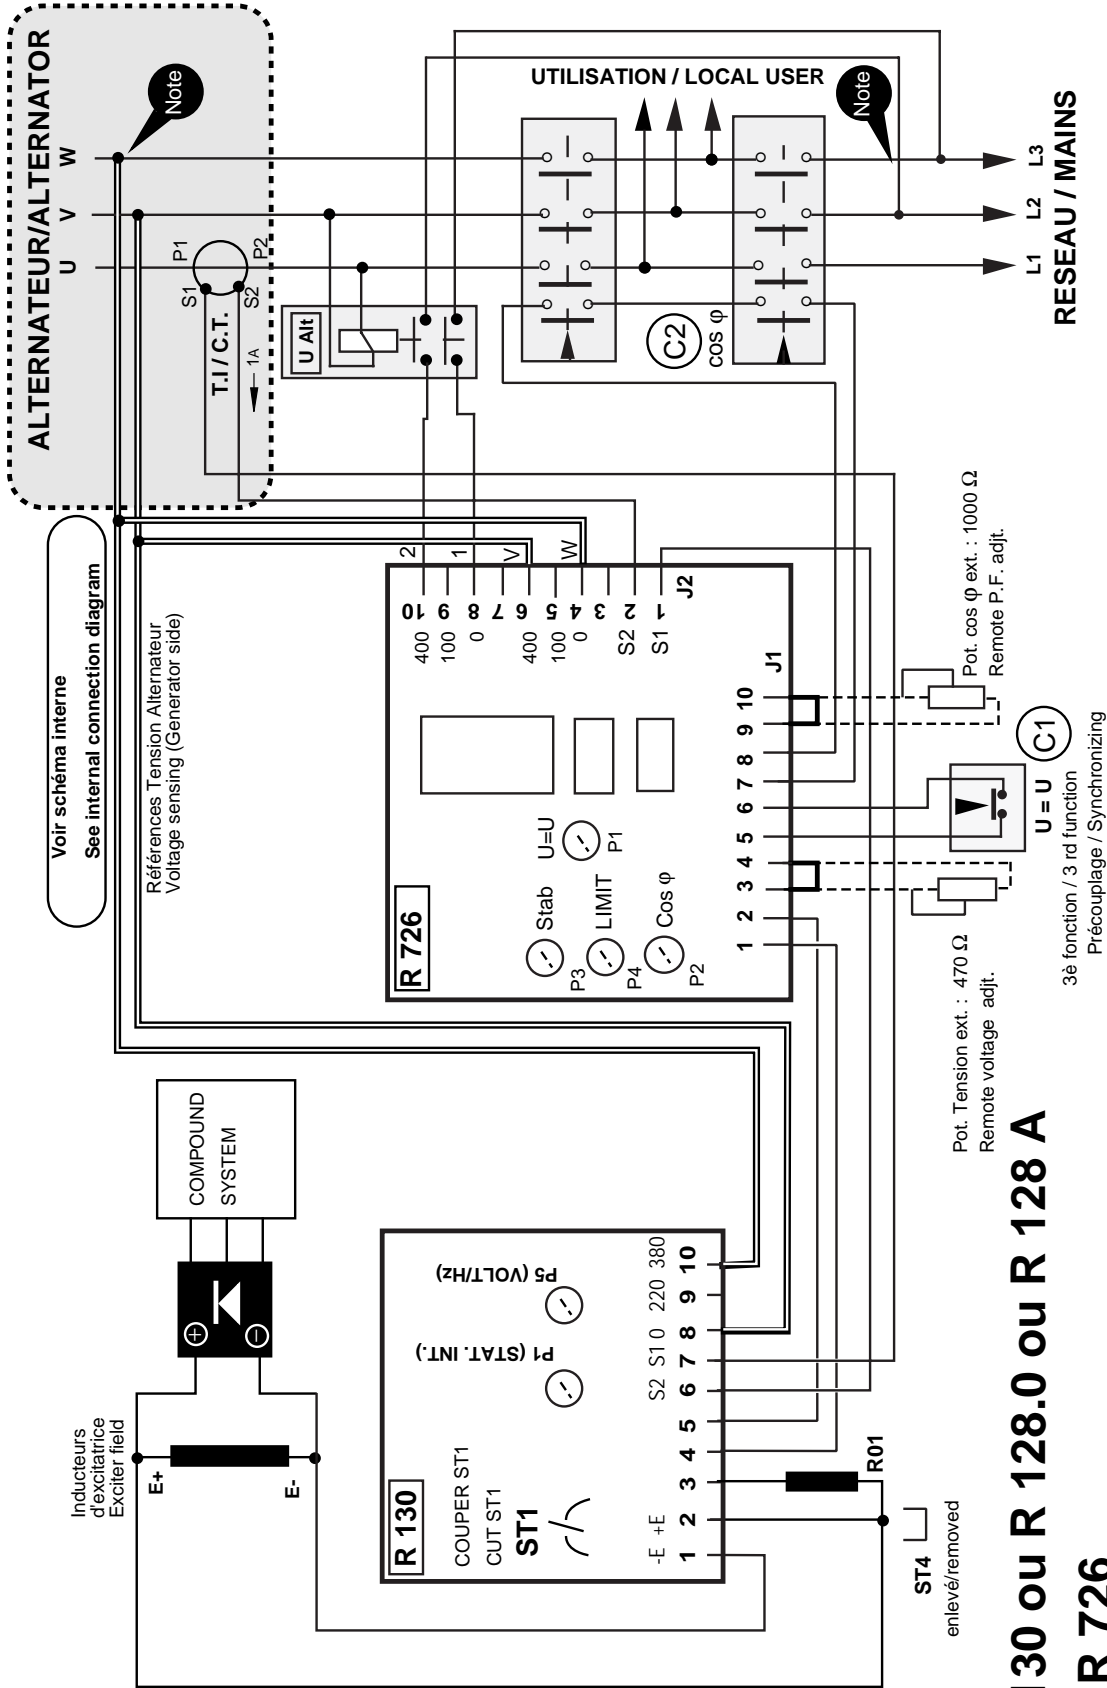 ALTERNATEUR/ALTERNATOR
U V W
Note
P1
P2
S1
S2
T.I / C.T.
1A
Voir schéma interne
See internal connection diagram
Références Tension Alternateur
Voltage sensing (Generator side)
U Alt
UTILISATION / LOCAL USER
C2
cos φ
Note
L1 L2 L3
RESEAU / MAINS
COMPOUND
SYSTEM
+
−
Inducteurs
d'excitatrice
Exciter field
E+
E-
R 130
COUPER ST1
CUT ST1
ST1
P1 (STAT. INT.)
P5 (VOLT/Hz)
-E +E S2 S1 0 220 380
1 2 3 4 5 6 7 8 9 10
R01
ST4
enlevé/removed
R 726
P3
Stab
P4
LIMIT
P2
Cos φ
U=U
P1
2
1
V
W
10 9 8 7 6 5 4 3 2 1
400
100
0
400
100
0
S2
S1
J2
J1
1 2 3 4 5 6 7 8 9 10
Pot. Tension ext. : 470 Ω
Remote voltage adjt.
U = U
C1
3è fonction / 3 rd function
Précouplage / Synchronizing
Pot. cos φ ext. : 1000 Ω
Remote P.F. adjt.
130 ou R 128.0 ou R 128 A
R 726